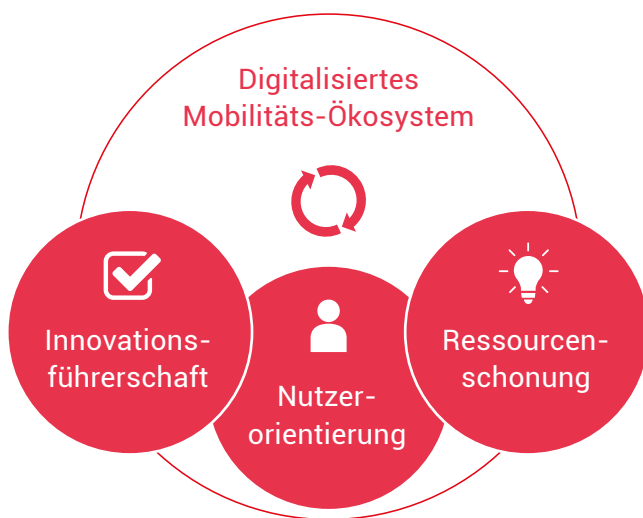 Digitalisiertes
Mobilitäts-Ökosystem
Innovations-
führerschaft
Nutzer-
orientierung
Ressourcen-
schonung